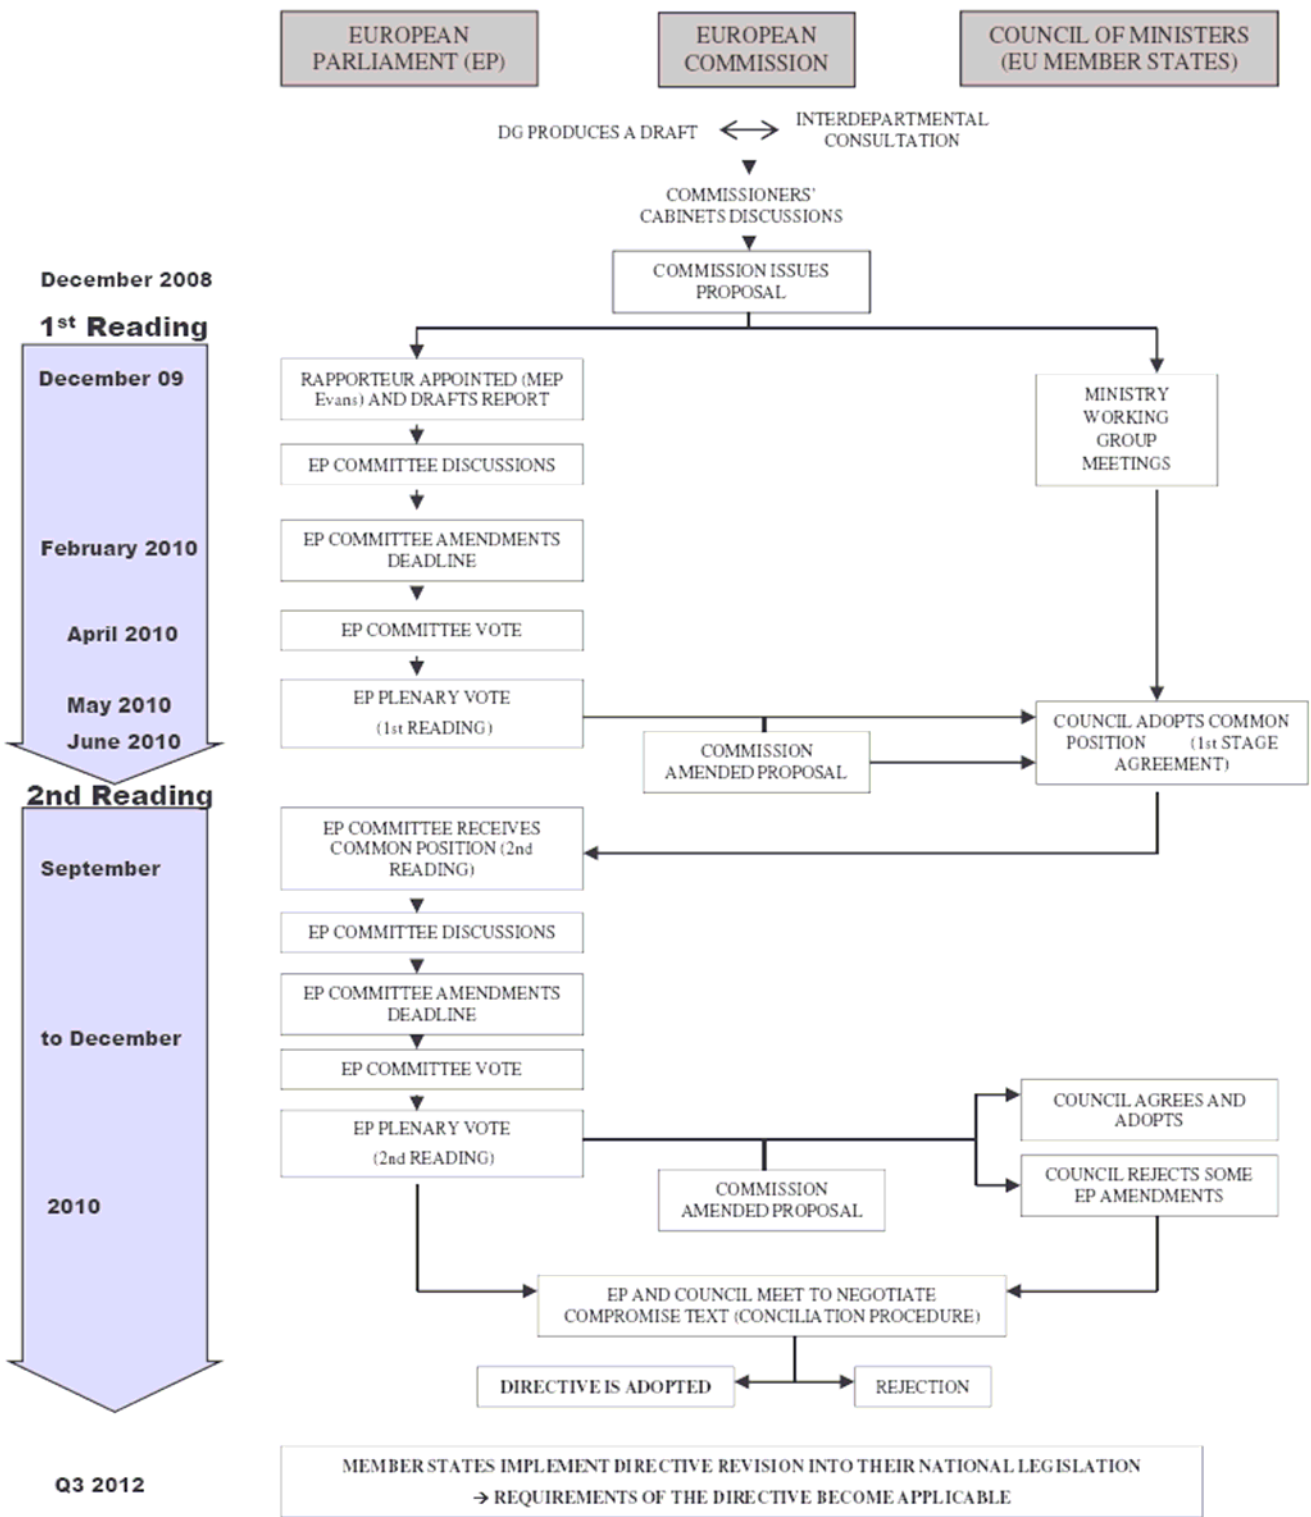 EUROPEAN
PARLIAMENT (EP)
EUROPEAN
COMMISSION
COUNCIL OF MINISTERS
(EU MEMBER STATES)
DG PRODUCES A DRAFT
INTERDEPARTMENTAL
CONSULTATION
COMMISSIONERS'
CABINETS DISCUSSIONS
December 2008
COMMISSION ISSUES
PROPOSAL
1st Reading
December 09
RAPPORTEUR APPOINTED (MEP
Evans) AND DRAFTS REPORT
MINISTRY
WORKING
GROUP
MEETINGS
EP COMMITTEE DISCUSSIONS
February 2010
EP COMMITTEE AMENDMENTS
DEADLINE
April 2010
EP COMMITTEE VOTE
May 2010
June 2010
EP PLENARY VOTE
(1st READING)
COMMISSION
AMENDED PROPOSAL
COUNCIL ADOPTS COMMON
POSITION (1st STAGE
AGREEMENT)
2nd Reading
September
EP COMMITTEE RECEIVES
COMMON POSITION (2nd
READING)
EP COMMITTEE DISCUSSIONS
EP COMMITTEE AMENDMENTS
DEADLINE
to December
EP COMMITTEE VOTE
EP PLENARY VOTE
(2nd READING)
COMMISSION
AMENDED PROPOSAL
COUNCIL AGREES AND
ADOPTS
COUNCIL REJECTS SOME
EP AMENDMENTS
2010
EP AND COUNCIL MEET TO NEGOTIATE
COMPROMISE TEXT (CONCILIATION PROCEDURE)
DIRECTIVE IS ADOPTED
REJECTION
Q3 2012
MEMBER STATES IMPLEMENT DIRECTIVE REVISION INTO THEIR NATIONAL LEGISLATION
→ REQUIREMENTS OF THE DIRECTIVE BECOME APPLICABLE